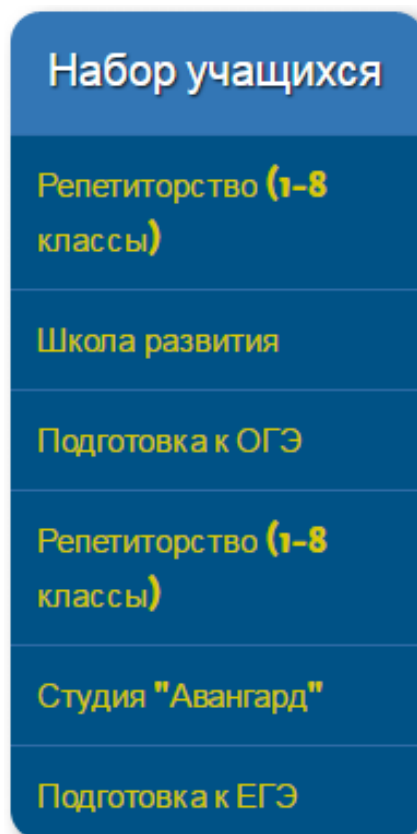 Набор учащихся
Репетиторство (1-8
классы)
Школа развития
Подготовка к ОГЭ
Репетиторство (1-8
классы)
Студия "Авангард"
Подготовка к ЕГЭ